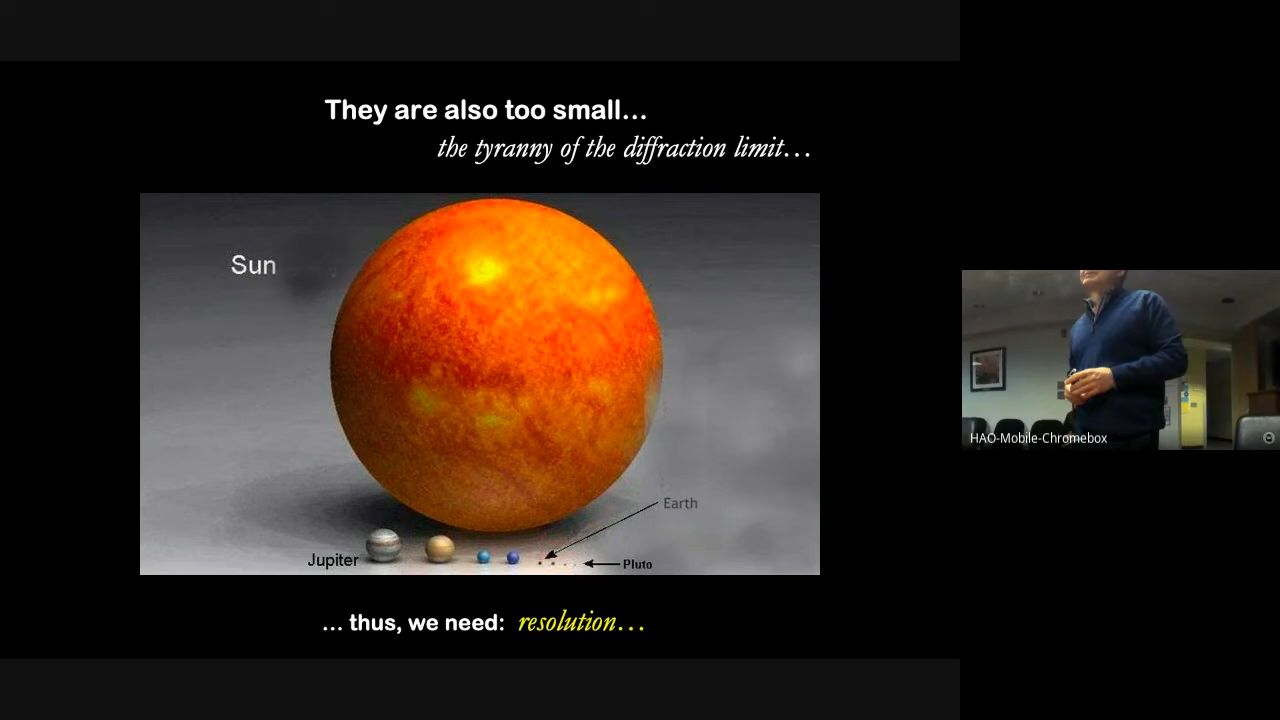 They are also too small...
the tyranny of the diffraction limit...
Sun
Earth
Jupiter
Pluto
... thus, we need: resolution...
HAO-Mobile-Chromebox